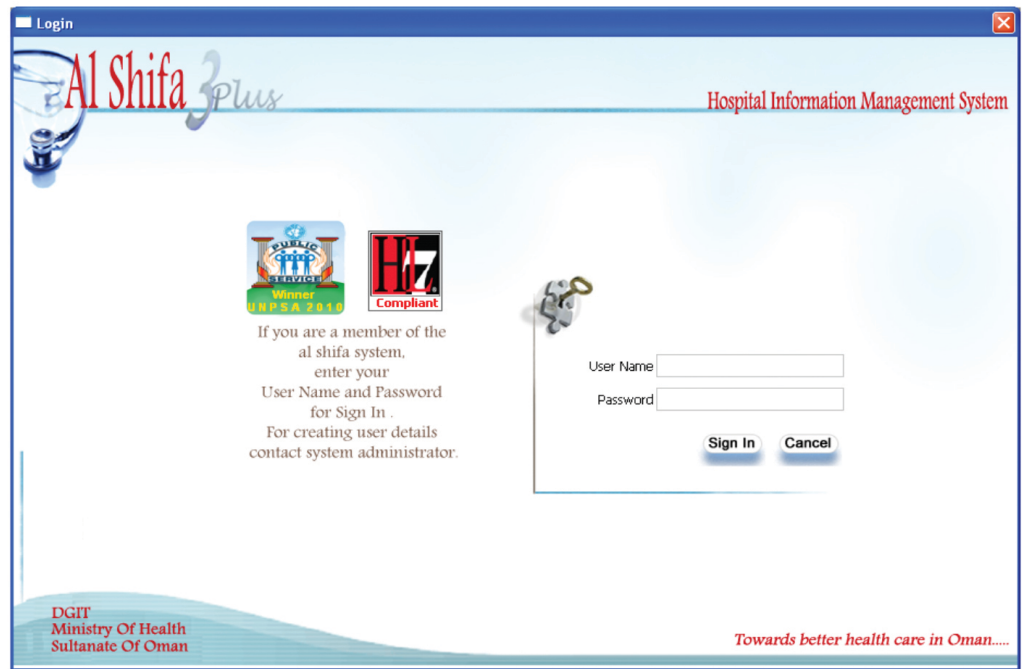 Login
Al Shifa 3 Plus
Hospital Information Management System
PUBLIC
SERVICE
Winner
UNPSA 2010
HL7®
Compliant
If you are a member of the
al shifa system,
enter your
User Name and Password
for Sign In .
For creating user details
contact system administrator.
User Name
Password
Sign In Cancel
DGIT
Ministry Of Health
Sultanate Of Oman
Towards better health care in Oman.....